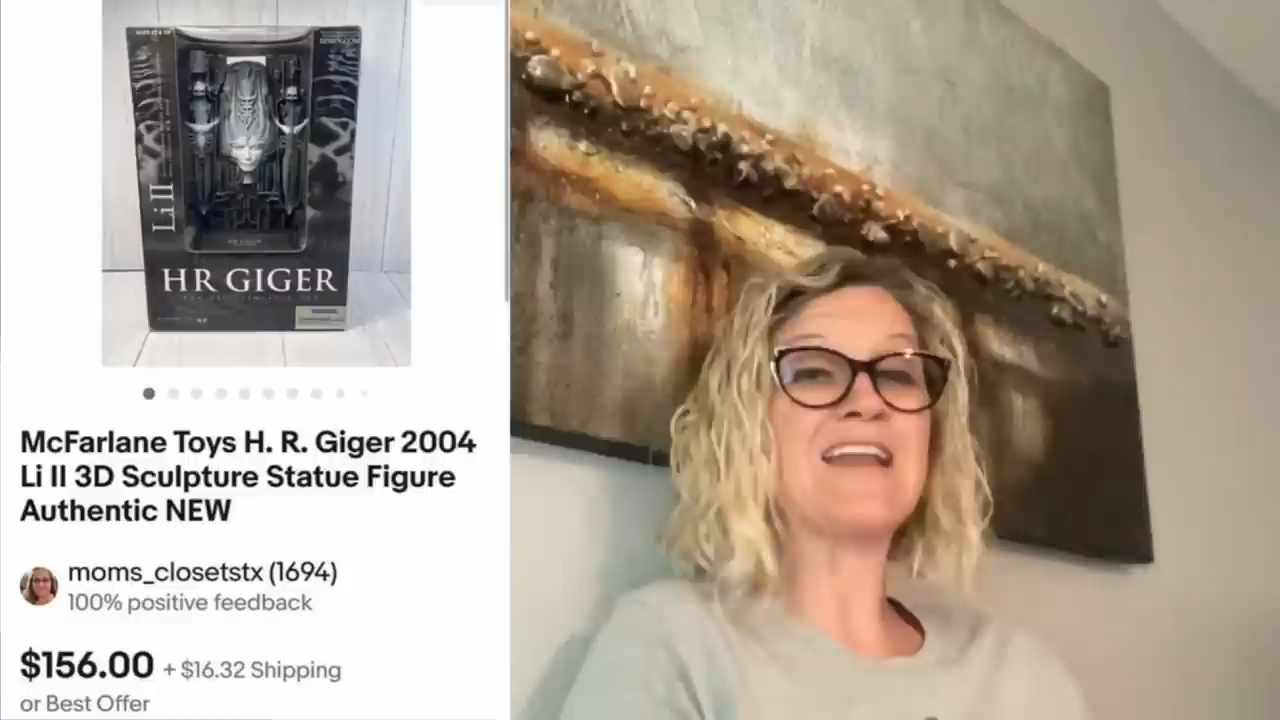 Li II
HR GIGER
McFarlane Toys H. R. Giger 2004
Li II 3D Sculpture Statue Figure
Authentic NEW
moms_closetstx (1694)
100% positive feedback
$156.00 + $16.32 Shipping
or Best Offer